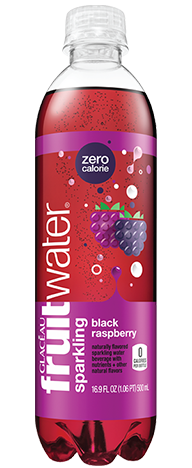 zero
calorie
GLACÉAU
fruitwater®
sparkling
black
raspberry
naturally flavored
sparkling water
beverage with
nutrients + other
natural flavors
0
CALORIES
PER BOTTLE
16.9 FL OZ (1.06 PT) 500 mL